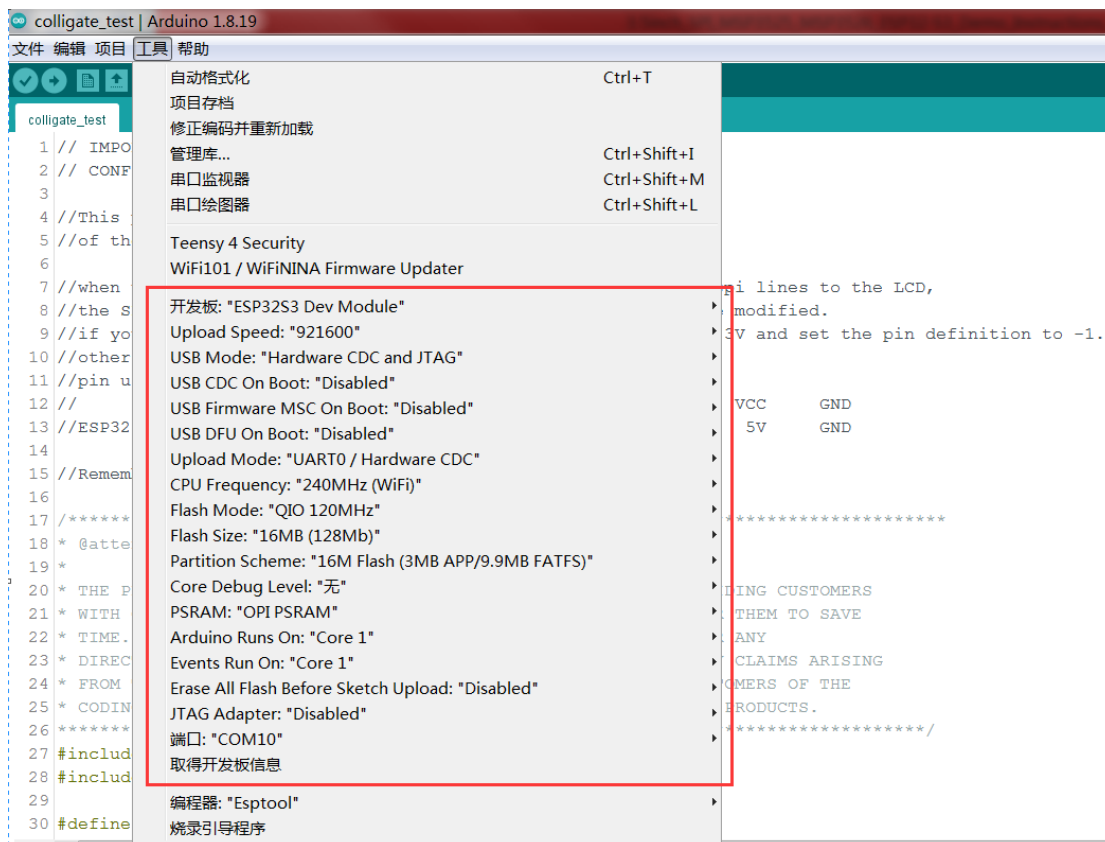 colligate_test | Arduino 1.8.19
文件 编辑 项目 工具 帮助
colligate_test
自动格式化 Ctrl+T
项目存档
修正编码并重新加载
管理库... Ctrl+Shift+I
串口监视器 Ctrl+Shift+M
串口绘图器 Ctrl+Shift+L
Teensy 4 Security
WiFi101 / WiFiNINA Firmware Updater
开发板: "ESP32S3 Dev Module"
Upload Speed: "921600"
USB Mode: "Hardware CDC and JTAG"
USB CDC On Boot: "Disabled"
USB Firmware MSC On Boot: "Disabled"
USB DFU On Boot: "Disabled"
Upload Mode: "UART0 / Hardware CDC"
CPU Frequency: "240MHz (WiFi)"
Flash Mode: "QIO 120MHz"
Flash Size: "16MB (128Mb)"
Partition Scheme: "16M Flash (3MB APP/9.9MB FATFS)"
Core Debug Level: "无"
PSRAM: "OPI PSRAM"
Arduino Runs On: "Core 1"
Events Run On: "Core 1"
Erase All Flash Before Sketch Upload: "Disabled"
JTAG Adapter: "Disabled"
端口: "COM10"
取得开发板信息
编程器: "Esptool"
烧录引导程序
1 // IMPO
2 // CONF
3
4 //This
5 //of th
6
7 //when pi lines to the LCD,
8 //the S modified.
9 //if yo 3V and set the pin definition to -1.
10 //other
11 //pin u
12 // VCC GND
13 //ESP32 5V GND
14
15 //Remem
16
17 /****** ********************
18 * @atte
19 *
20 * THE P DING CUSTOMERS
21 * WITH THEM TO SAVE
22 * TIME. ANY
23 * DIREC CLAIMS ARISING
24 * FROM OMERS OF THE
25 * CODIN PRODUCTS.
26 ******* ******************/
27 #includ
28 #includ
29
30 #define